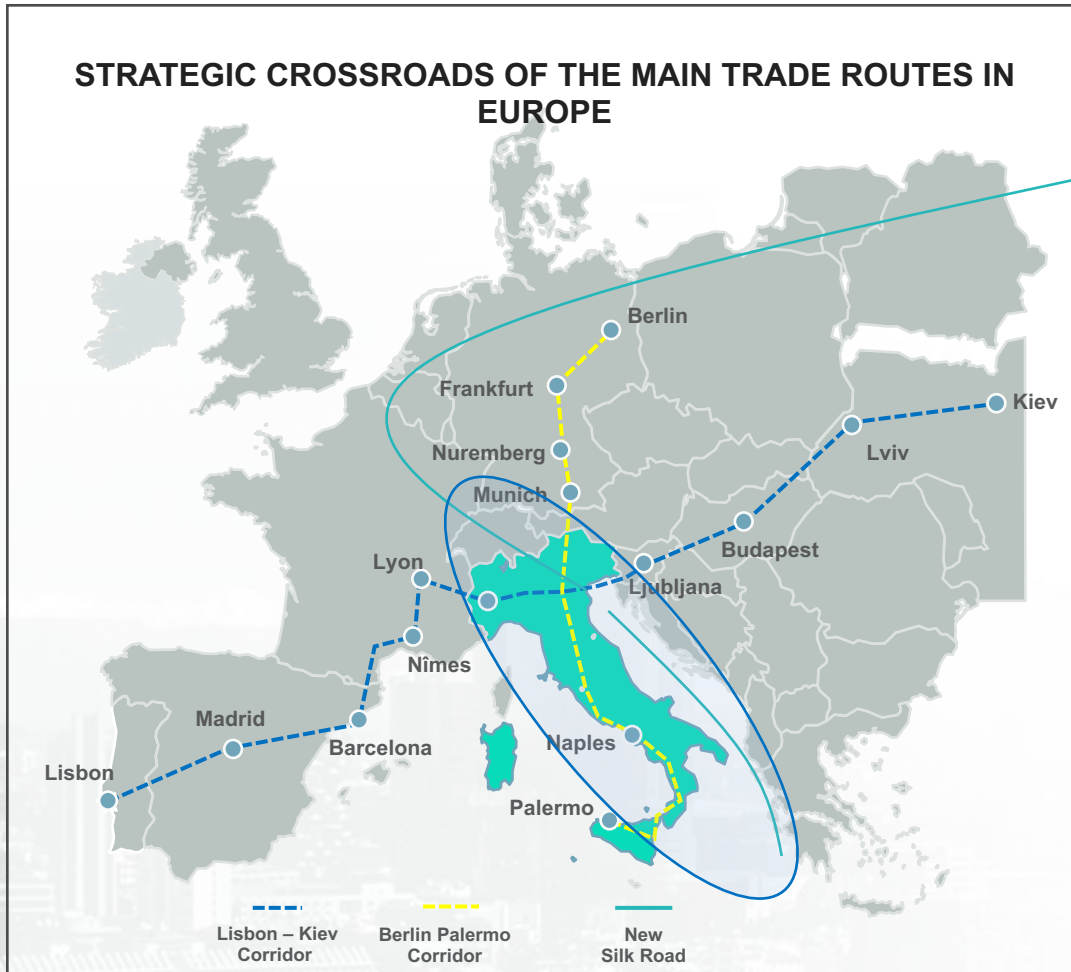 STRATEGIC CROSSROADS OF THE MAIN TRADE ROUTES IN
EUROPE
Berlin
Frankfurt
Kiev
Lviv
Nuremberg
Munich
Budapest
Lyon
Ljubljana
Nîmes
Madrid
Barcelona
Naples
Lisbon
Palermo
Lisbon – Kiev
Corridor
Berlin Palermo
Corridor
New
Silk Road